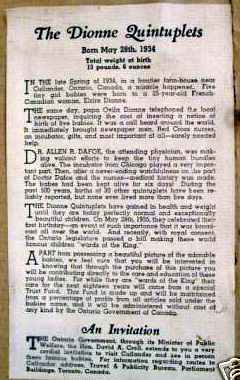 The Dionne Quintuplets
Born May 28th, 1934
Total weight at birth
13 pounds, 6 ounces
IN the late Spring of 1934, in a frontier farm-house near
Callander, Ontario, Canada, a miracle happened. Five
tiny girl babies were born to a 25-year-old French-
Canadian woman, Elzire Dionne.
THE same day, papa Ovila Dionne telephoned the local
newspaper, inquiring the cost of inserting a notice of
birth of five babies. It was a call heard around the world.
It immediately brought newspaper men, Red Cross nurses,
an incubator, gifts, and most important of all—sorely needed
help.
DR. ALLEN R. DAFOE, the attending physician, was mak-
ing valiant efforts to keep the tiny human bundles
alive. The incubator from Chicago played a very impor-
tant part. Then, after a never-ending watchfulness on the part
of Doctor Dafoe and the nurses—medical history was made.
The babies had been kept alive for six days! During the
past 500 years, births of 30 other quintuplets have been re-
liably reported, but none ever lived more than five days.
THE Dionne Quintuplets have gained in health and weight
until they are today perfectly normal and exceptionally
beautiful children. On May 28th, 1935, they celebrated their
first birthday—an event of such importance that it was broad-
cast all over the world. And recently, with royal consent,
the Ontario legislature passed a bill making these world
famous children "wards of the King."
APART from possessing a beautiful picture of the adorable
babies, we feel sure that you will be interested in
knowing that through the purchase of this picture you
will be contributing directly to the care and education of these
young ladies. For while they are "wards of the King" their
care for the next eighteen years will come from a special
Trust Fund. This Fund is made up and will be maintained
from a percentage of profit from all articles sold under the
babies name, and it will be administered without cost of
any kind by the Ontario Government of Canada.
An Invitation
THE Ontario Government, through its Minister of Public
Welfare, the Hon. David A. Croll, extends to you a very
cordial invitation to visit Callander and see in person
these famous babies. For information regarding routes to
Callander address, Travel & Publicity Bureau, Parliament
Buildings, Toronto, Canada.